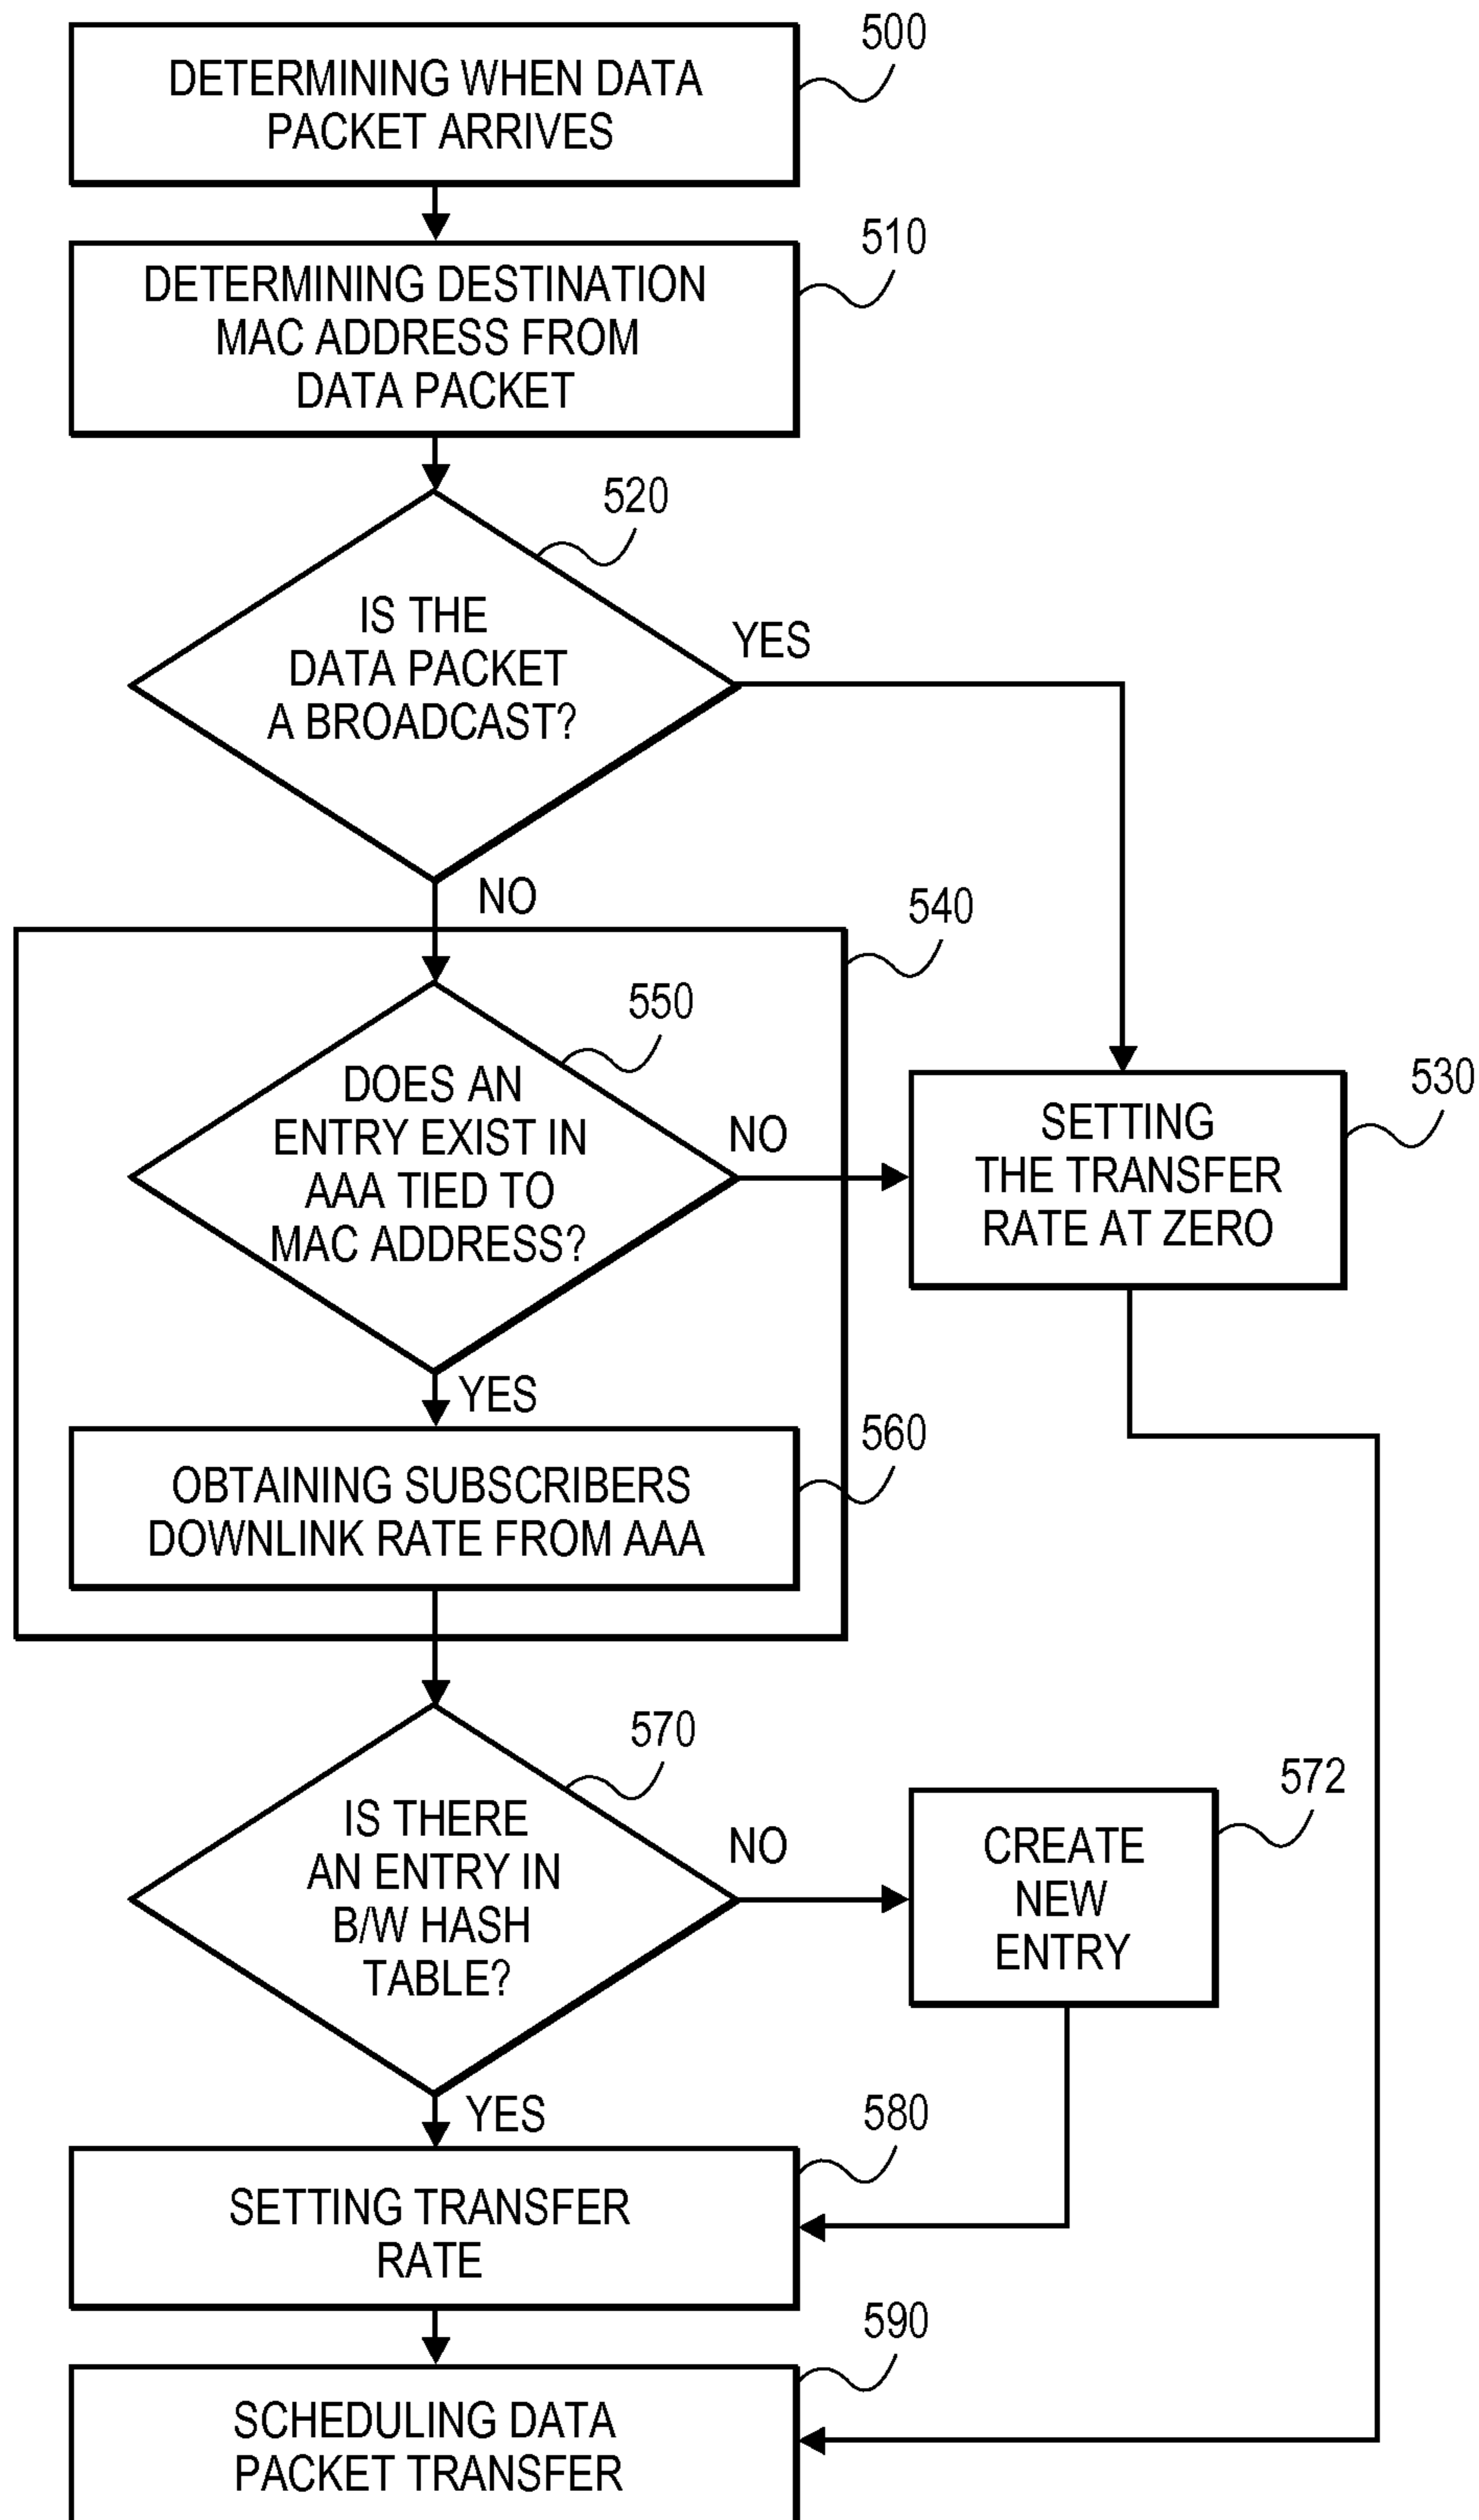 500
DETERMINING WHEN DATA
PACKET ARRIVES
510
DETERMINING DESTINATION
MAC ADDRESS FROM
DATA PACKET
520
IS THE
DATA PACKET
A BROADCAST?
YES
NO
540
550
DOES AN
ENTRY EXIST IN
AAA TIED TO
MAC ADDRESS?
NO
530
SETTING
THE TRANSFER
RATE AT ZERO
YES
560
OBTAINING SUBSCRIBERS
DOWNLINK RATE FROM AAA
570
IS THERE
AN ENTRY IN
B/W HASH
TABLE?
NO
572
CREATE
NEW
ENTRY
YES
580
SETTING TRANSFER
RATE
590
SCHEDULING DATA
PACKET TRANSFER